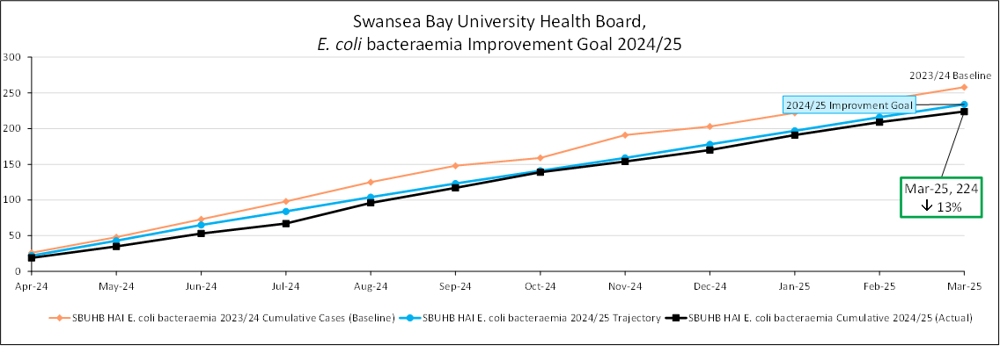 Swansea Bay University Health Board,
E. coli bacteraemia Improvement Goal 2024/25
300
250
200
150
100
50
0
2023/24 Baseline
2024/25 Improvment Goal
Mar-25, 224
↓ 13%
Apr-24 May-24 Jun-24 Jul-24 Aug-24 Sep-24 Oct-24 Nov-24 Dec-24 Jan-25 Feb-25 Mar-25
SBUHB HAI E. coli bacteraemia 2023/24 Cumulative Cases (Baseline) SBUHB HAI E. coli bacteraemia 2024/25 Trajectory SBUHB HAI E. coli bacteraemia Cumulative 2024/25 (Actual)